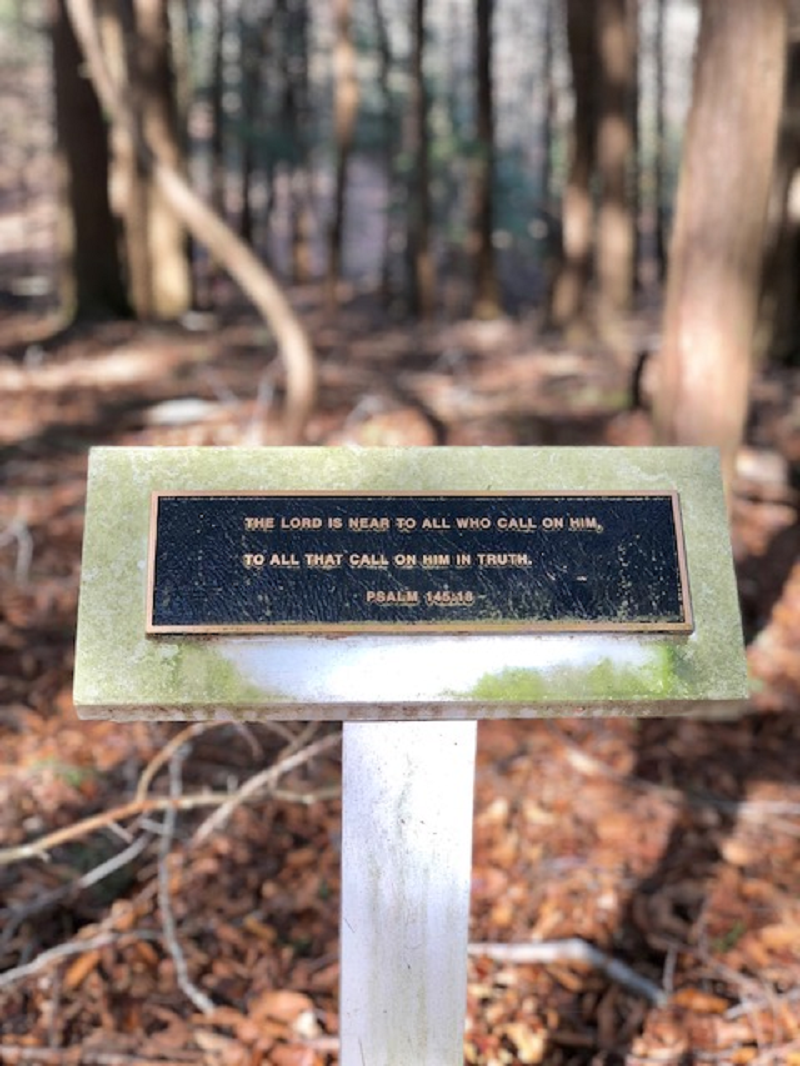 THE LORD IS NEAR TO ALL WHO CALL ON HIM,
TO ALL THAT CALL ON HIM IN TRUTH.
PSALM 145:18